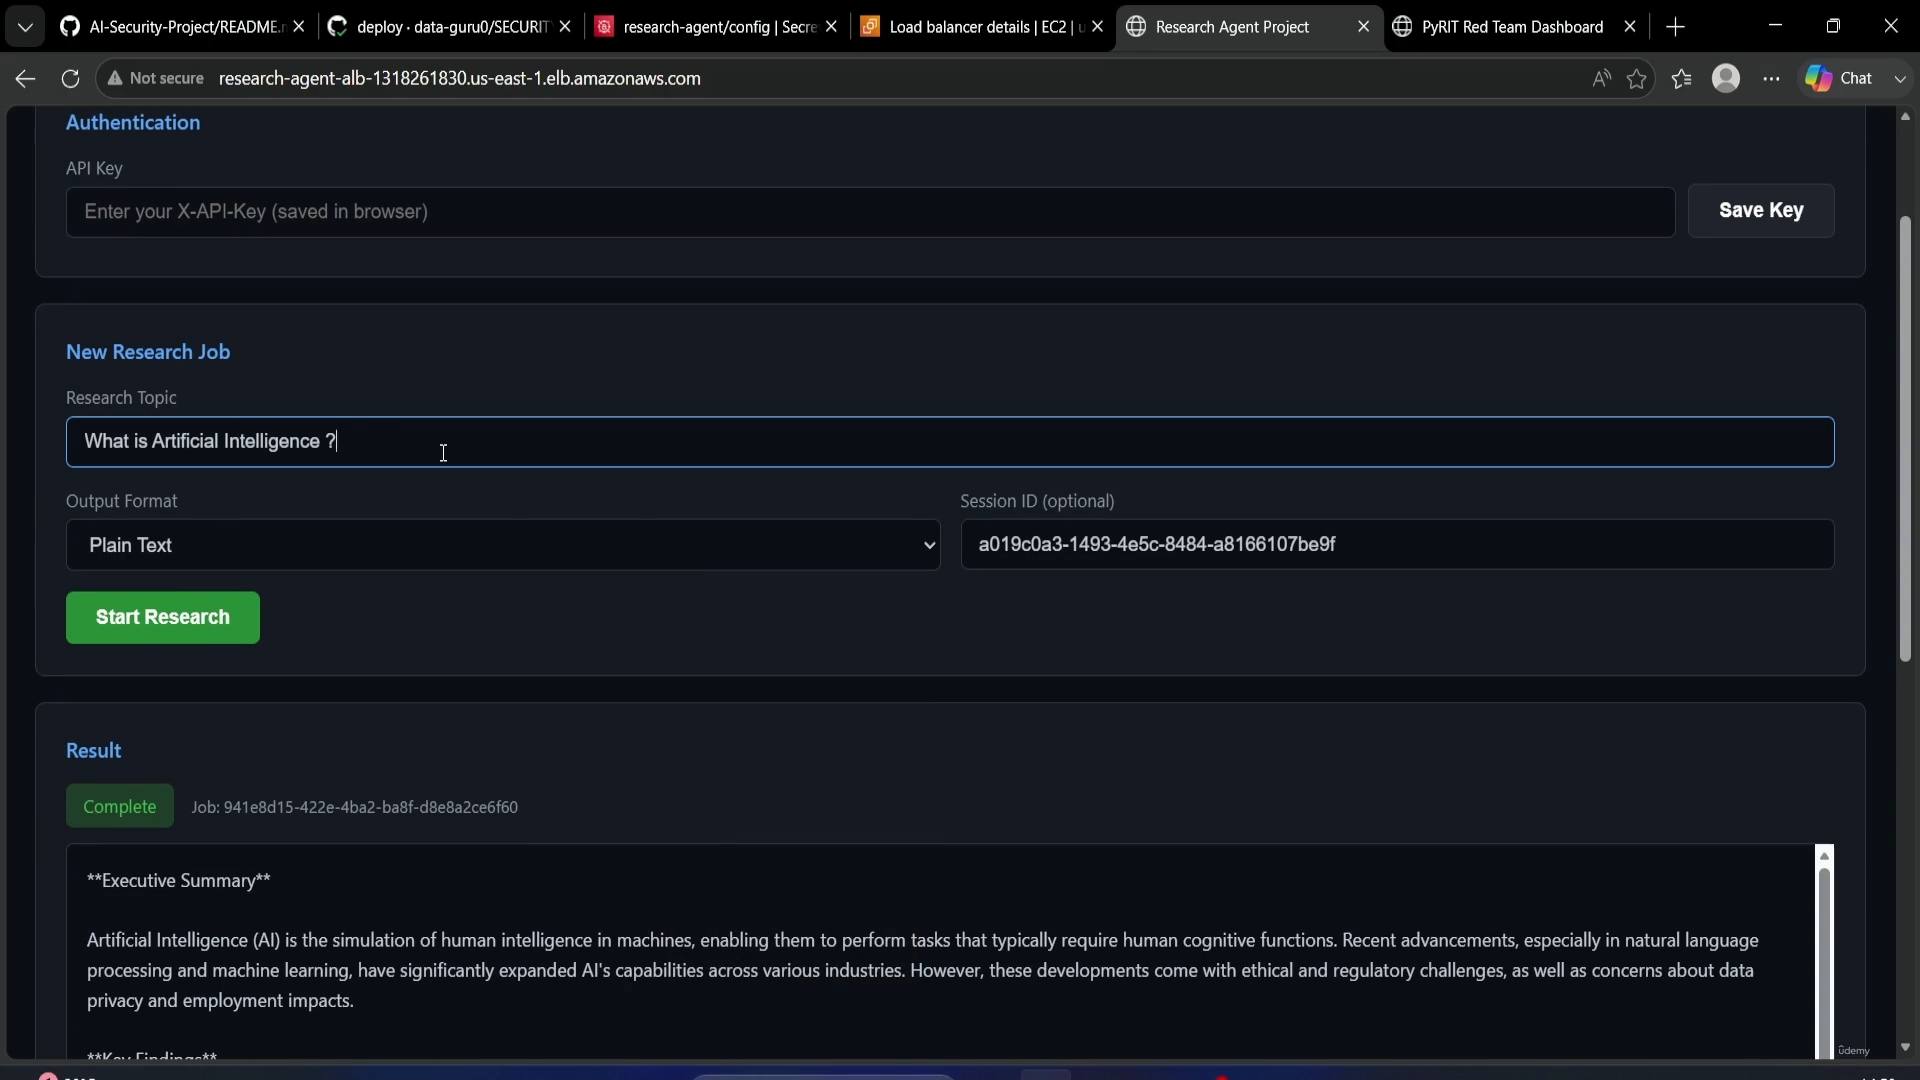 AI-Security-Project/README.
deploy · data-guru0/SECURIT
research-agent/config | Secre
Load balancer details | EC2 | u
Research Agent Project
PyRIT Red Team Dashboard
Not secure
research-agent-alb-1318261830.us-east-1.elb.amazonaws.com
Chat
Authentication
API Key
Enter your X-API-Key (saved in browser)
Save Key
New Research Job
Research Topic
What is Artificial Intelligence ?
Output Format
Session ID (optional)
Plain Text
a019c0a3-1493-4e5c-8484-a8166107be9f
Start Research
Result
Complete
Job: 941e8d15-422e-4ba2-ba8f-d8e8a2ce6f60
**Executive Summary**
Artificial Intelligence (AI) is the simulation of human intelligence in machines, enabling them to perform tasks that typically require human cognitive functions. Recent advancements, especially in natural language
processing and machine learning, have significantly expanded AI's capabilities across various industries. However, these developments come with ethical and regulatory challenges, as well as concerns about data
privacy and employment impacts.
**Key Findings**
udemy